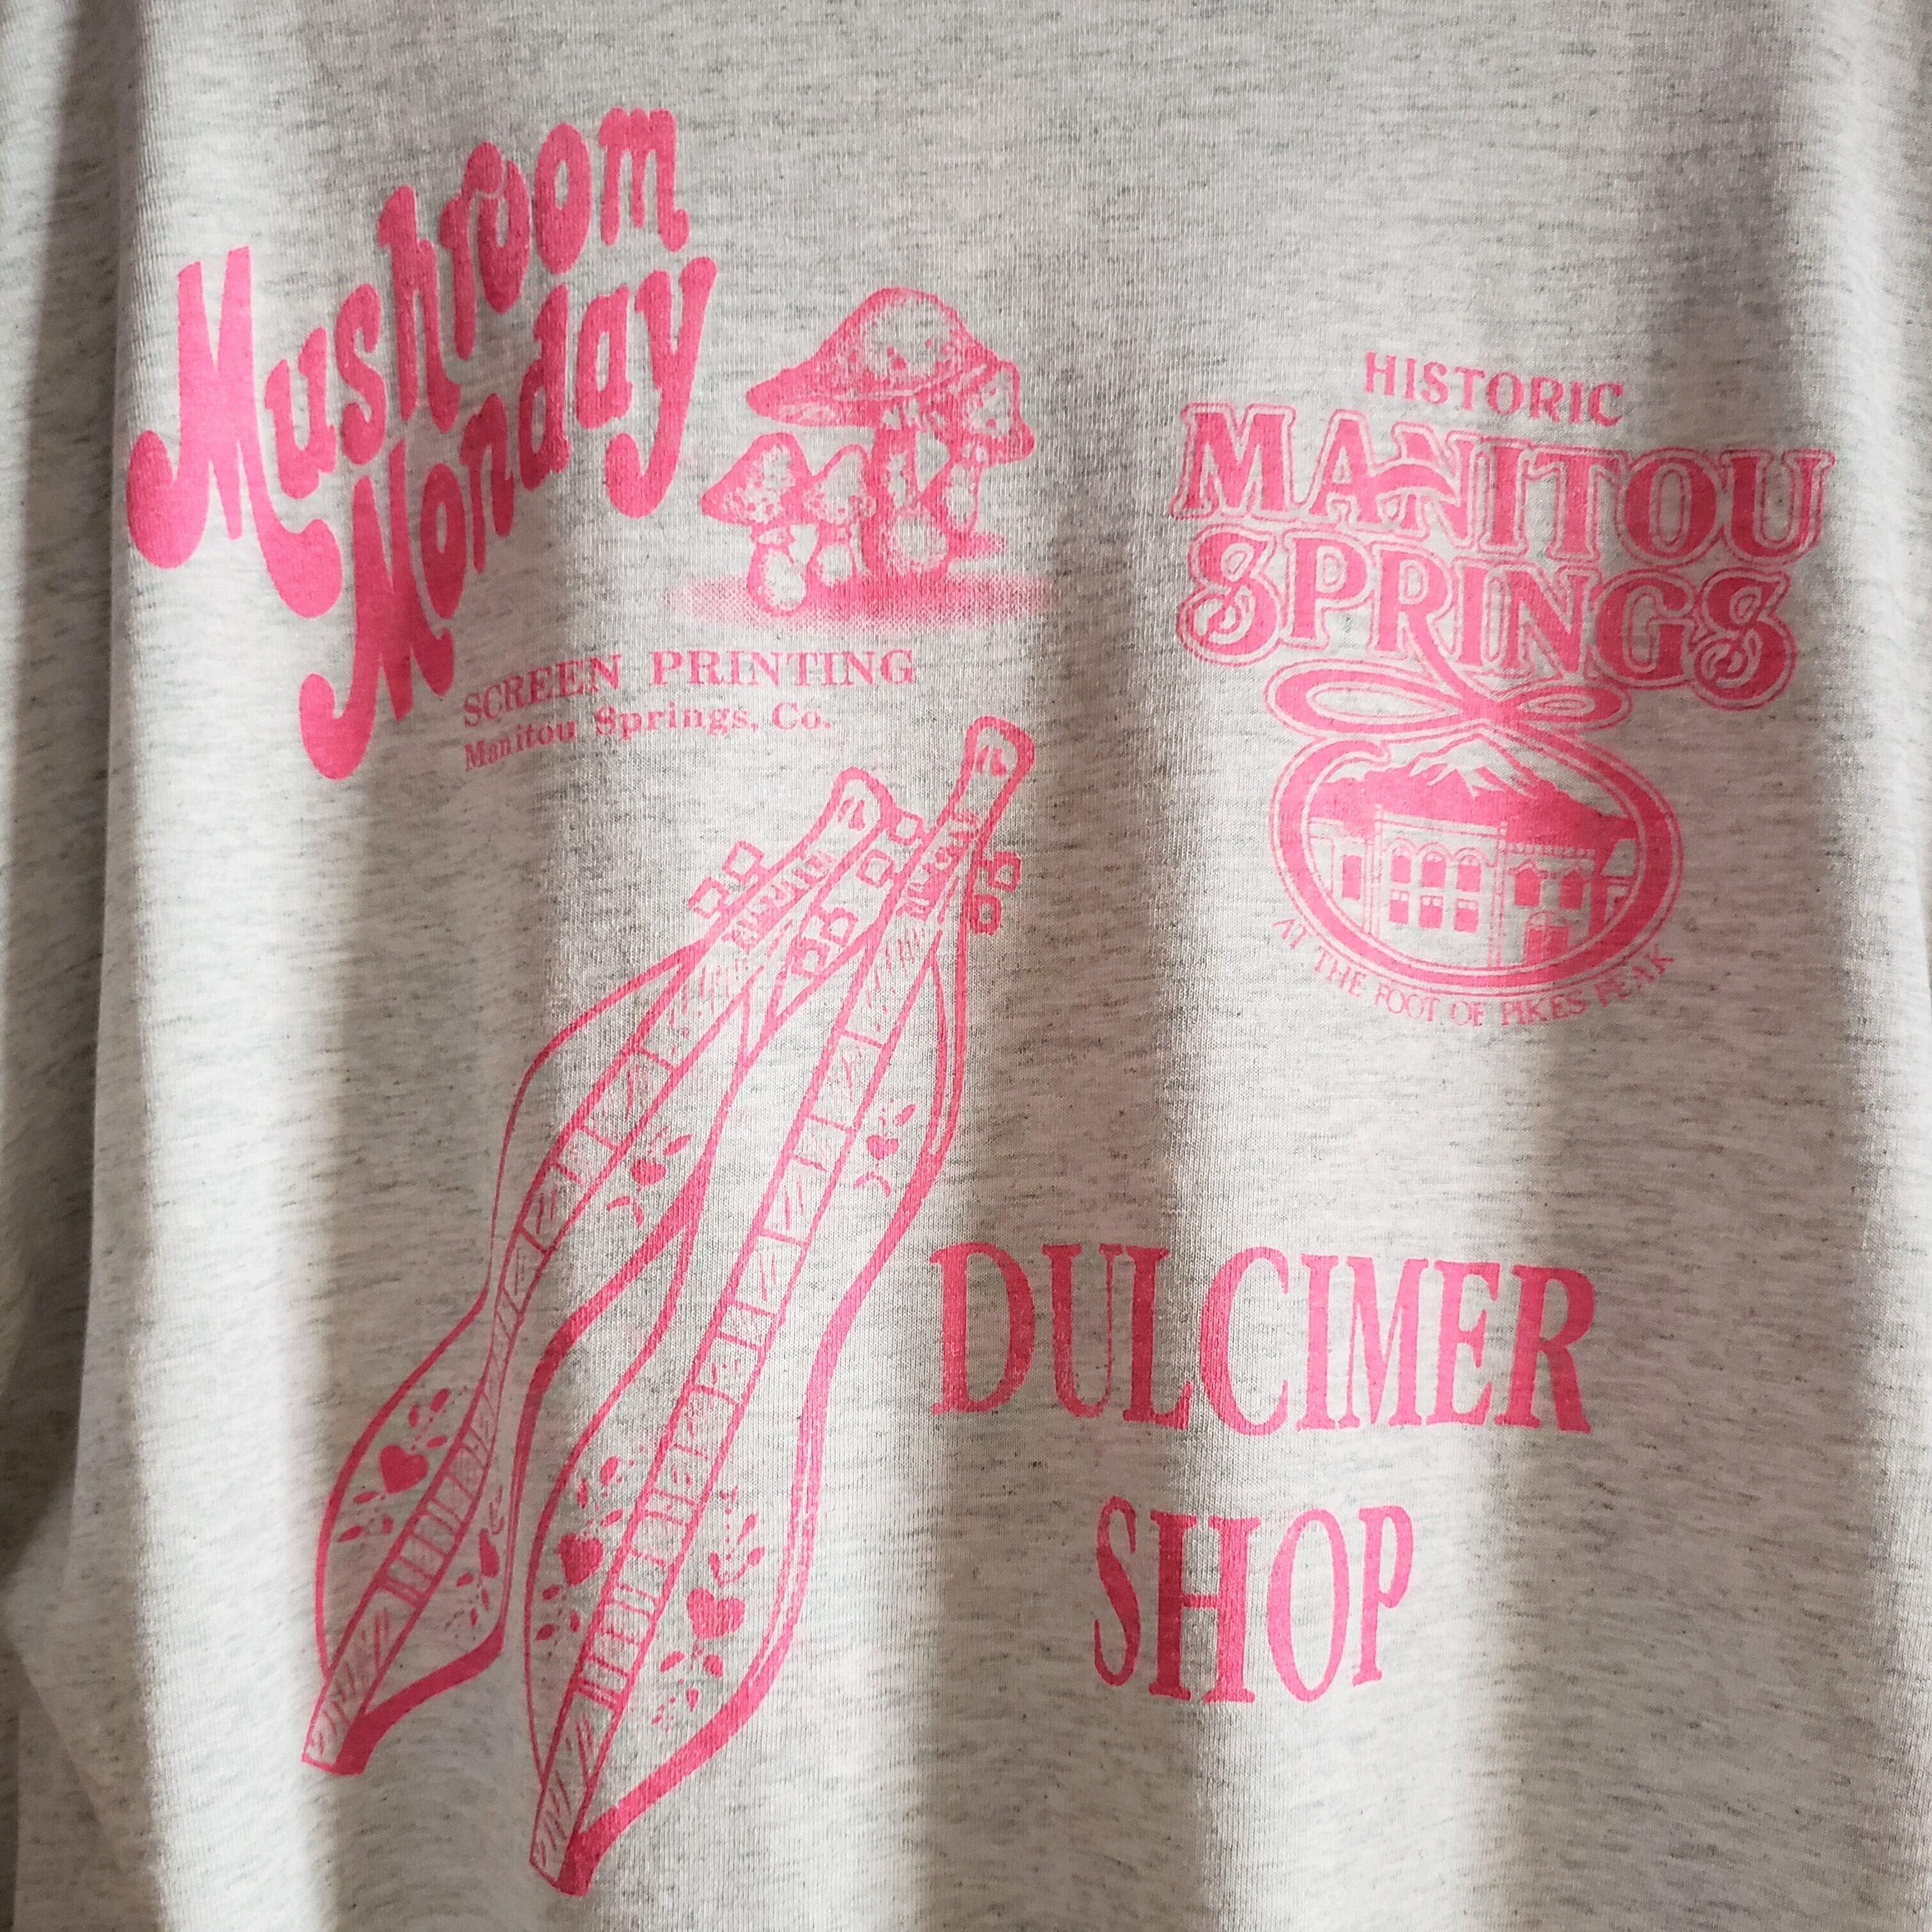 Mushroom
Monday
SCREEN PRINTING
Manitou Springs, Co.
HISTORIC
MANITOU
SPRINGS
AT THE FOOT OF PIKES PEAK
DULCIMER
SHOP